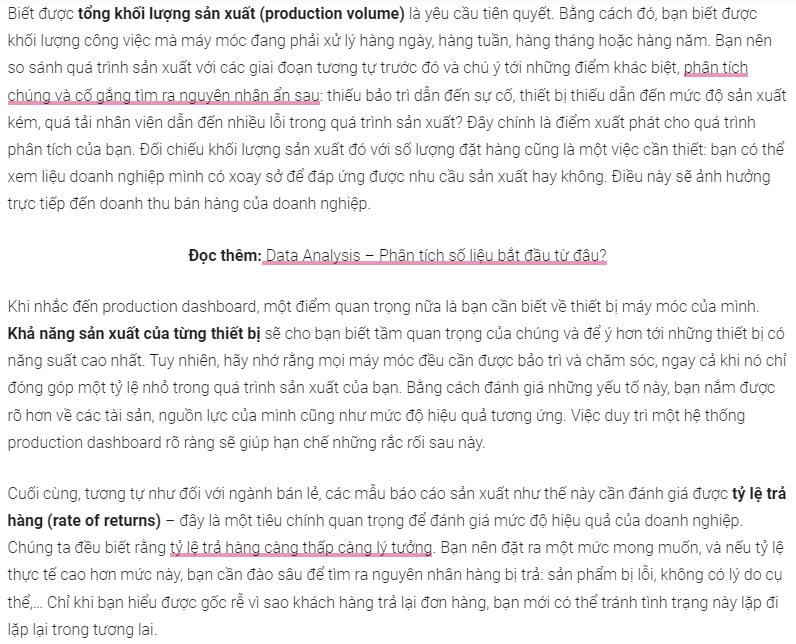 Biết được tổng khối lượng sản xuất (production volume) là yêu cầu tiên quyết. Bằng cách đó, bạn biết được
khối lượng công việc mà máy móc đang phải xử lý hàng ngày, hàng tuần, hàng tháng hoặc hàng năm. Bạn nên
so sánh quá trình sản xuất với các giai đoạn tương tự trước đó và chú ý tới những điểm khác biệt, phân tích
chúng và cố gắng tìm ra nguyên nhân ẩn sau: thiếu bảo trì dẫn đến sự cố, thiết bị thiếu dẫn đến mức độ sản xuất
kém, quá tải nhân viên dẫn đến nhiều lỗi trong quá trình sản xuất? Đây chính là điểm xuất phát cho quá trình
phân tích của bạn. Đối chiếu khối lượng sản xuất đó với số lượng đặt hàng cũng là một việc cần thiết: bạn có thể
xem liệu doanh nghiệp mình có xoay sở để đáp ứng được nhu cầu sản xuất hay không. Điều này sẽ ảnh hưởng
trực tiếp đến doanh thu bán hàng của doanh nghiệp.
Đọc thêm: Data Analysis – Phân tích số liệu bắt đầu từ đâu?
Khi nhắc đến production dashboard, một điểm quan trọng nữa là bạn cần biết về thiết bị máy móc của mình.
Khả năng sản xuất của từng thiết bị sẽ cho bạn biết tầm quan trọng của chúng và để ý hơn tới những thiết bị có
năng suất cao nhất. Tuy nhiên, hãy nhớ rằng mọi máy móc đều cần được bảo trì và chăm sóc, ngay cả khi nó chỉ
đóng góp một tỷ lệ nhỏ trong quá trình sản xuất của bạn. Bằng cách đánh giá những yếu tố này, bạn nắm được
rõ hơn về các tài sản, nguồn lực của mình cũng như mức độ hiệu quả tương ứng. Việc duy trì một hệ thống
production dashboard rõ ràng sẽ giúp hạn chế những rắc rối sau này.
Cuối cùng, tương tự như đối với ngành bán lẻ, các mẫu báo cáo sản xuất như thế này cần đánh giá được tỷ lệ trả
hàng (rate of returns) – đây là một tiêu chính quan trọng để đánh giá mức độ hiệu quả của doanh nghiệp.
Chúng ta đều biết rằng tỷ lệ trả hàng càng thấp càng lý tưởng. Bạn nên đặt ra một mức mong muốn, và nếu tỷ lệ
thực tế cao hơn mức này, bạn cần đào sâu để tìm ra nguyên nhân hàng bị trả: sản phẩm bị lỗi, không có lý do cụ
thể,... Chỉ khi bạn hiểu được gốc rễ vì sao khách hàng trả lại đơn hàng, bạn mới có thể tránh tình trạng này lặp đi
lặp lại trong tương lai.